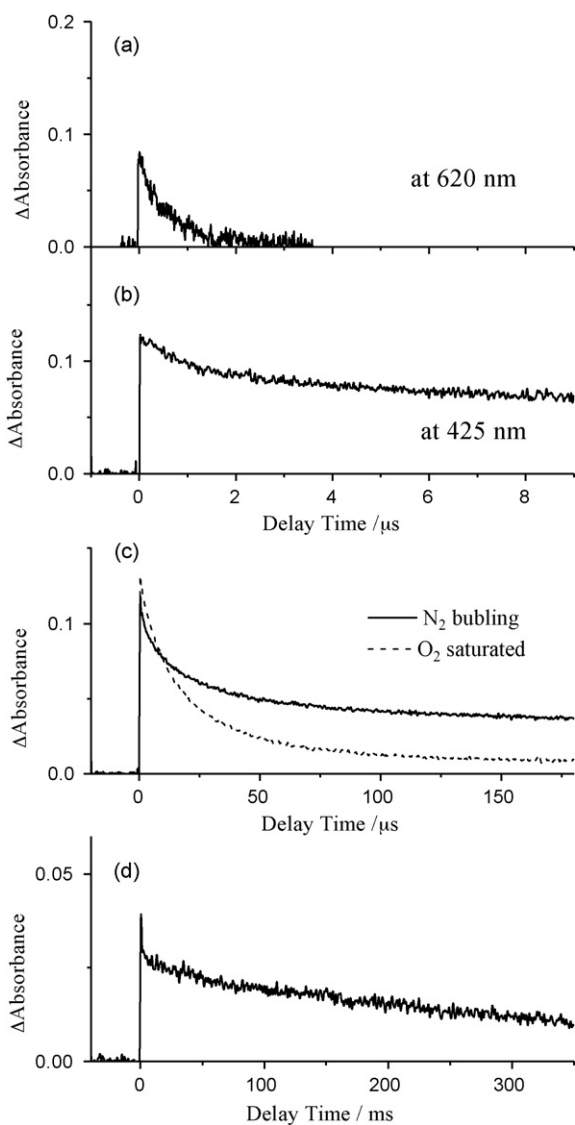 0.2
(a)
ΔAbsorbance
0.1
at 620 nm
0.0
(b)
ΔAbsorbance
0.1
at 425 nm
0.0
0 2 4 6 8
Delay Time /μs
(c)
N2 bubling
O2 saturated
ΔAbsorbance
0.1
0.0
0 50 100 150
Delay Time /μs
0.05
(d)
ΔAbsorbance
0.00
0 100 200 300
Delay Time / ms